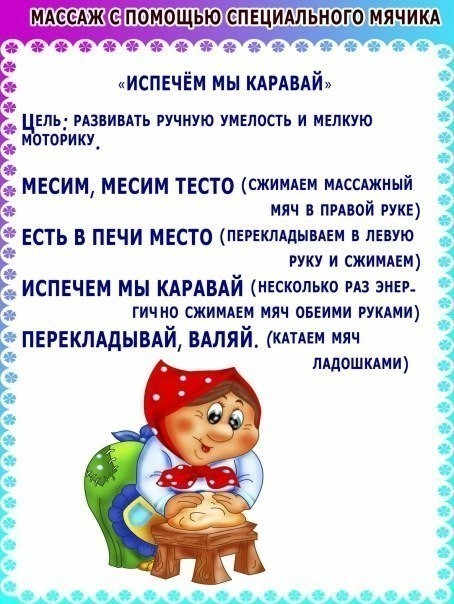 МАССАЖ С ПОМОЩЬЮ СПЕЦИАЛЬНОГО МЯЧИКА
«ИСПЕЧЁМ МЫ КАРАВАЙ»
ЦЕЛЬ: РАЗВИВАТЬ РУЧНУЮ УМЕЛОСТЬ И МЕЛКУЮ
МОТОРИКУ.
МЕСИМ, МЕСИМ ТЕСТО (СЖИМАЕМ МАССАЖНЫЙ
МЯЧ В ПРАВОЙ РУКЕ)
ЕСТЬ В ПЕЧИ МЕСТО (ПЕРЕКЛАДЫВАЕМ В ЛЕВУЮ
РУКУ И СЖИМАЕМ)
ИСПЕЧЕМ МЫ КАРАВАЙ (НЕСКОЛЬКО РАЗ ЭНЕР-
ГИЧНО СЖИМАЕМ МЯЧ ОБЕИМИ РУКАМИ)
ПЕРЕКЛАДЫВАЙ, ВАЛЯЙ. (КАТАЕМ МЯЧ
ЛАДОШКАМИ)